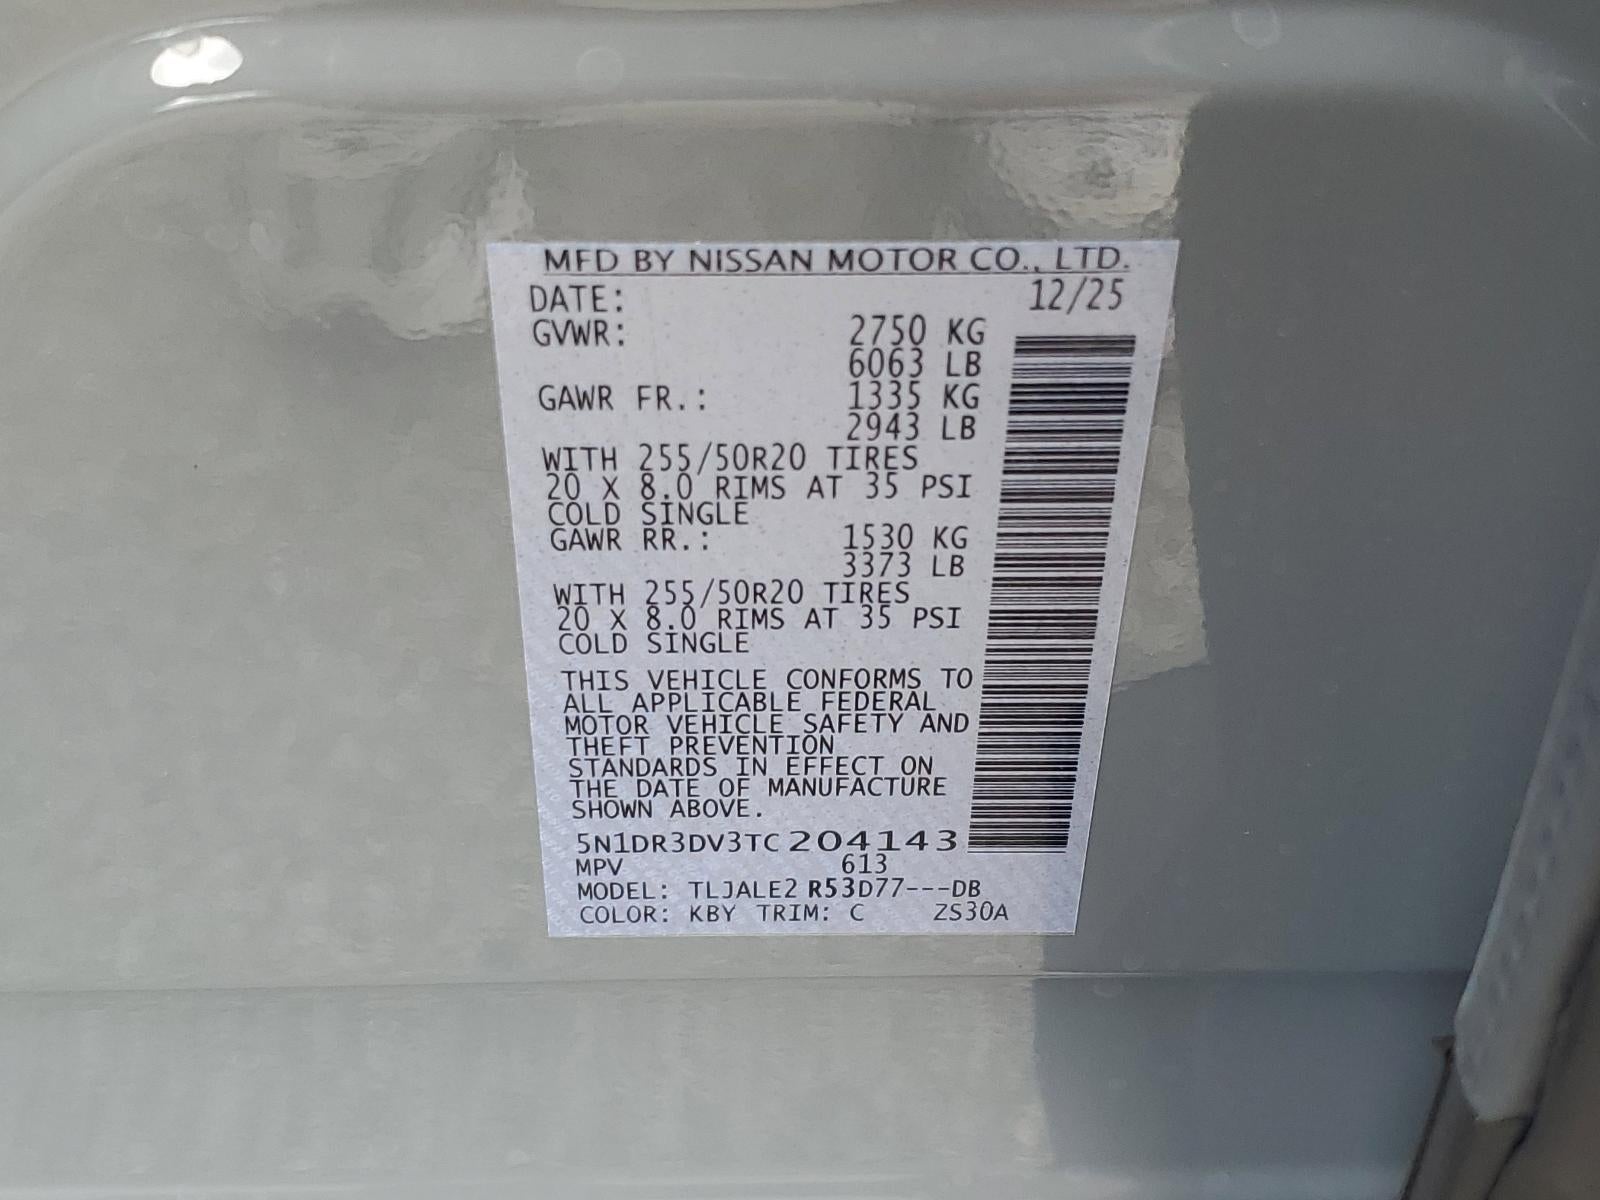 MFD BY NISSAN MOTOR CO., LTD.
DATE: 12/25
GVWR: 2750 KG
6063 LB
GAWR FR.: 1335 KG
2943 LB
WITH 255/50R20 TIRES
20 X 8.0 RIMS AT 35 PSI
COLD SINGLE
GAWR RR.: 1530 KG
3373 LB
WITH 255/50R20 TIRES
20 X 8.0 RIMS AT 35 PSI
COLD SINGLE
THIS VEHICLE CONFORMS TO
ALL APPLICABLE FEDERAL
MOTOR VEHICLE SAFETY AND
THEFT PREVENTION
STANDARDS IN EFFECT ON
THE DATE OF MANUFACTURE
SHOWN ABOVE.
5N1DR3DV3TC204143
MPV 613
MODEL: TLJALE2 R53D77---DB
COLOR: KBY TRIM: C ZS30A